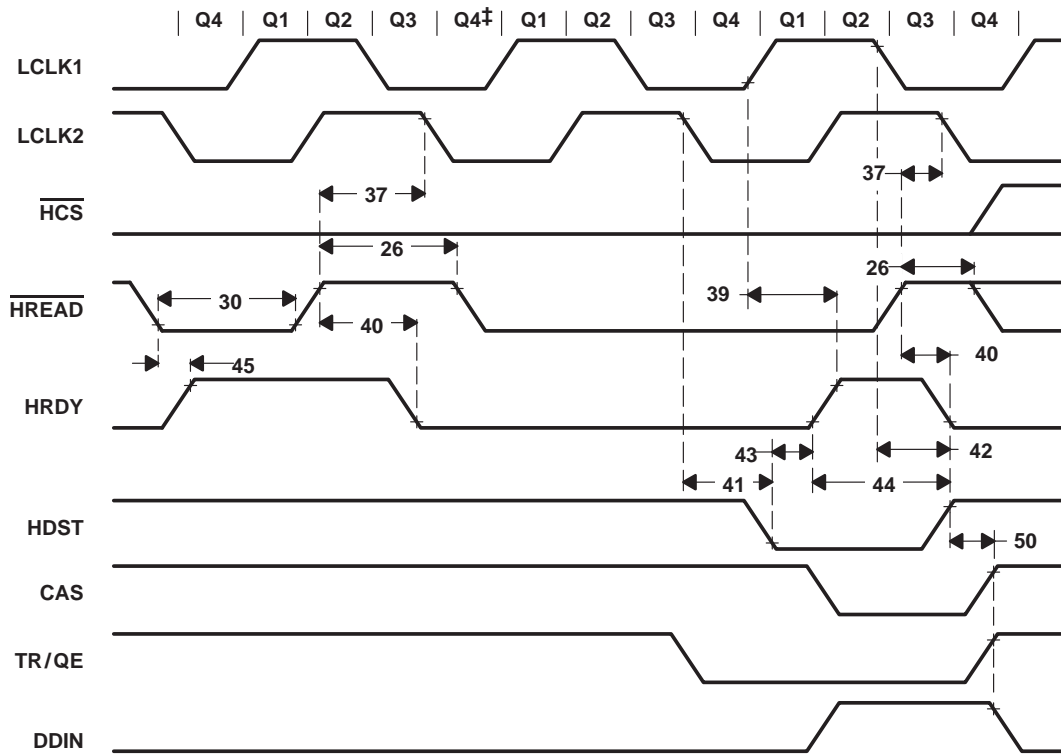 Q4 Q1 Q2 Q3 Q4‡ Q1 Q2 Q3 Q4 Q1 Q2 Q3 Q4
LCLK1
LCLK2
37
37
HCS
26
26
HREAD
30
39
40
40
45
HRDY
43
42
41
44
HDST
50
CAS
TR/QE
DDIN